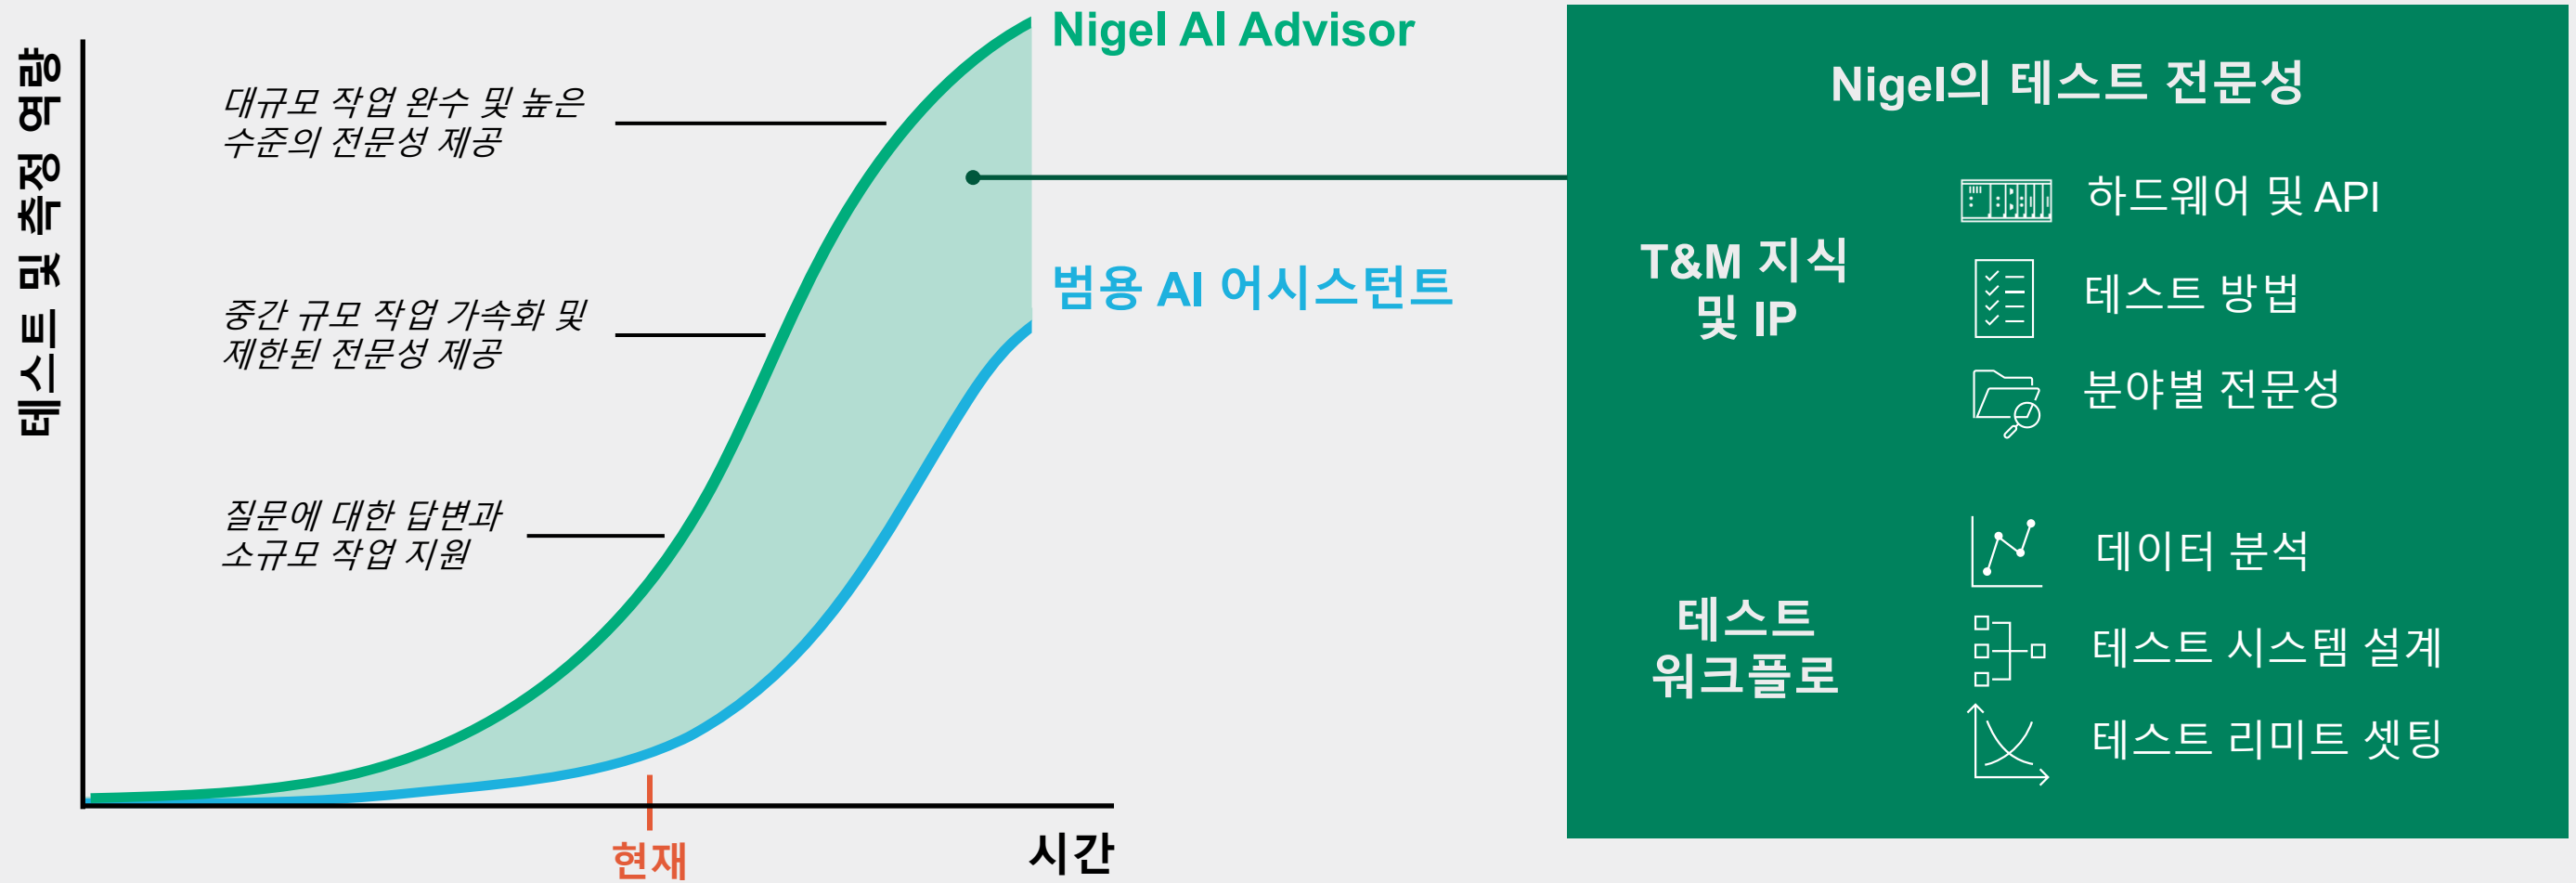 테스트 및 측정 역량
Nigel AI Advisor
대규모 작업 완수 및 높은
수준의 전문성 제공
범용 AI 어시스턴트
중간 규모 작업 가속화 및
제한된 전문성 제공
질문에 대한 답변과
소규모 작업 지원
현재
시간
Nigel의 테스트 전문성
T&M 지식
및 IP
하드웨어 및 API
테스트 방법
분야별 전문성
테스트
워크플로
데이터 분석
테스트 시스템 설계
테스트 리미트 셋팅